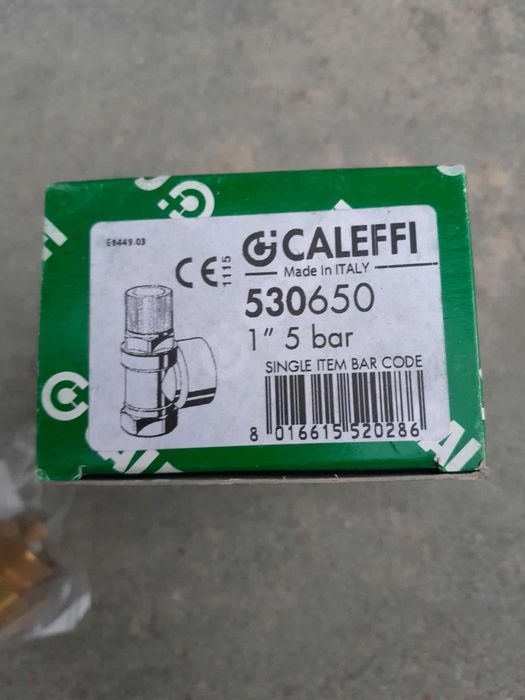 E8449.03
CALEFFI
Made in ITALY
CE 1115
530650
1" 5 bar
SINGLE ITEM BAR CODE
8 016615 520286